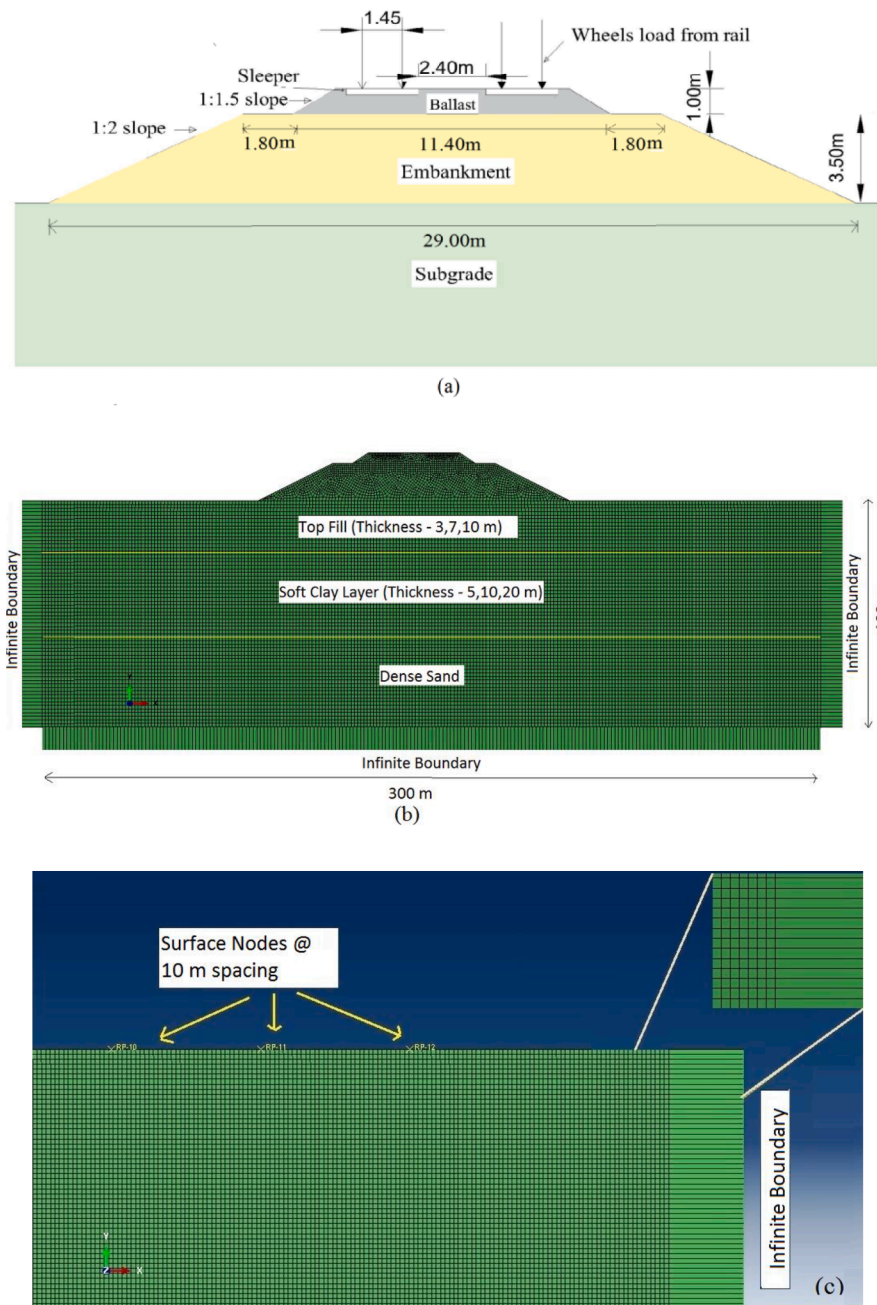 1.45
Wheels load from rail
Sleeper
2.40m
1:1.5 slope
Ballast
1.00m
1:2 slope
1.80m
11.40m
1.80m
Embankment
3.50m
29.00m
Subgrade
(a)
Top Fill (Thickness - 3,7,10 m)
Infinite Boundary
Soft Clay Layer (Thickness - 5,10,20 m)
Infinite Boundary
Dense Sand
Y
X
Infinite Boundary
300 m
(b)
Surface Nodes @
10 m spacing
RP-10
RP-11
RP-12
Infinite Boundary
Y
Z
X
(c)